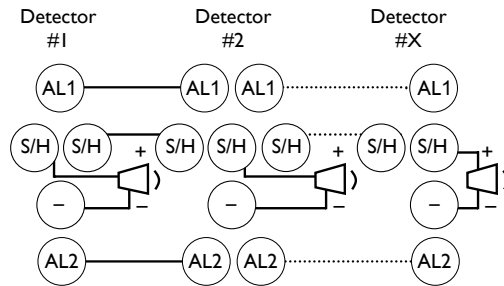 Detector #1 Detector #2 Detector #X
AL1 AL1 AL1 AL1
S/H S/H + S/H S/H S/H + S/H S/H +
– – – – – –
AL2 AL2 AL2 AL2